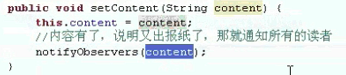 public void setContent(String content) {
this.content = content;
//内容有了，说明又出报纸了，那就通知所有的读者
notifyObservers(content);
}